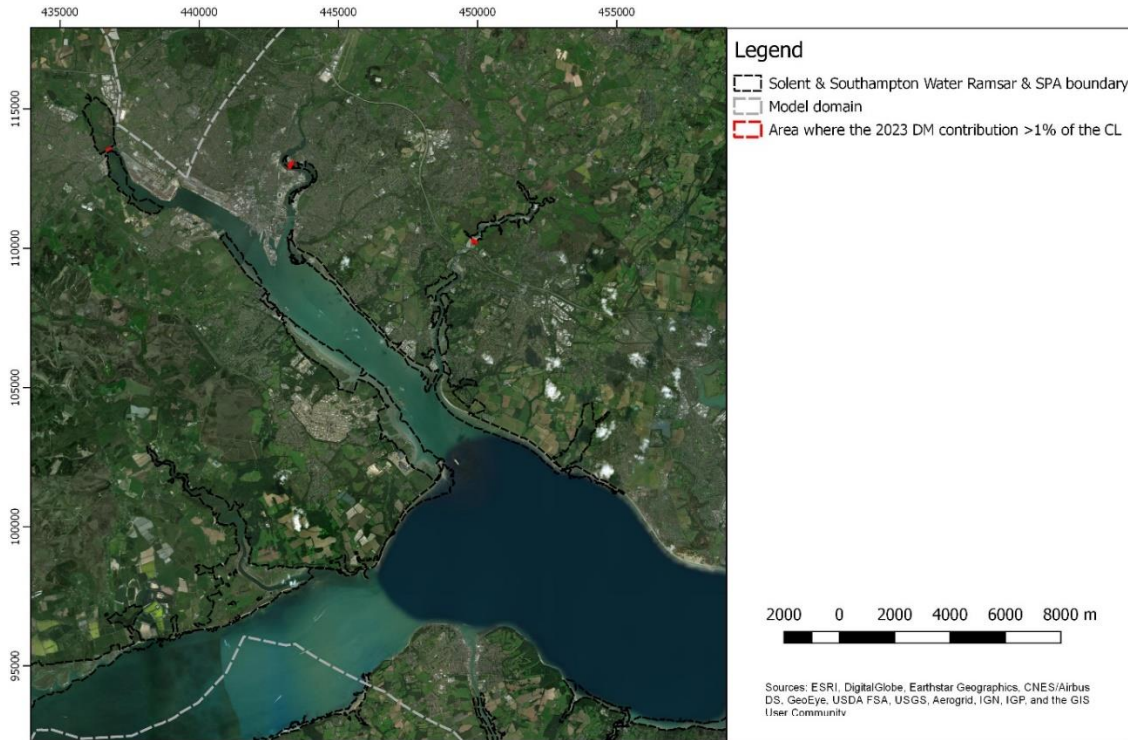 435000 440000 445000 450000 455000
115000
110000
105000
100000
95000
Legend
Solent & Southampton Water Ramsar & SPA boundary
Model domain
Area where the 2023 DM contribution >1% of the CL
2000 0 2000 4000 6000 8000 m
Sources: ESRI, DigitalGlobe, Earthstar Geographics, CNES/Airbus
DS, GeoEye, USDA FSA, USGS, Aerogrid, IGN, IGP, and the GIS
User Community